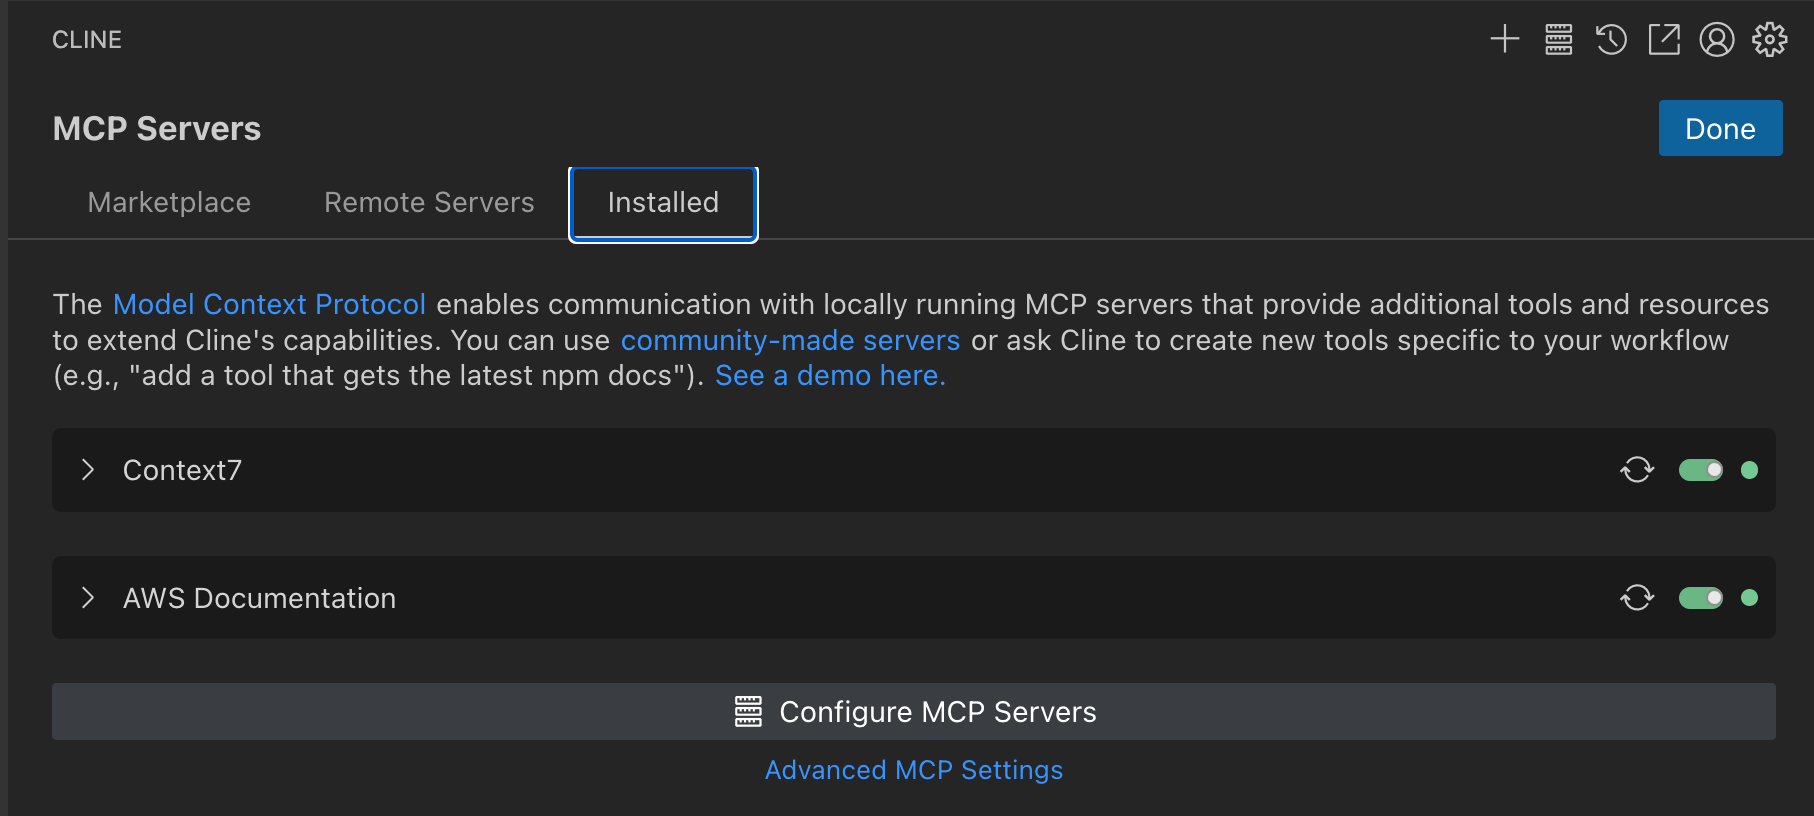 CLINE
MCP Servers
Done
Marketplace
Remote Servers
Installed
The Model Context Protocol enables communication with locally running MCP servers that provide additional tools and resources
to extend Cline's capabilities. You can use community-made servers or ask Cline to create new tools specific to your workflow
(e.g., "add a tool that gets the latest npm docs"). See a demo here.
Context7
AWS Documentation
Configure MCP Servers
Advanced MCP Settings